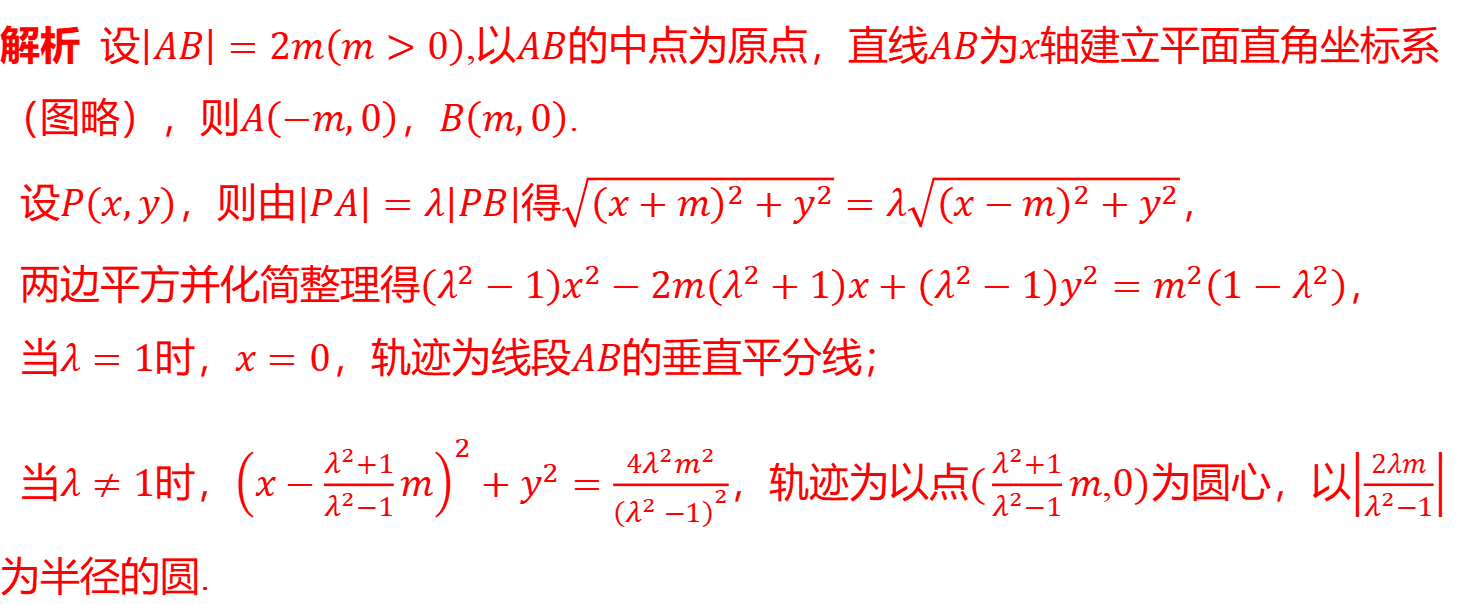 解析 设|AB| = 2m(m > 0),以AB的中点为原点，直线AB为x轴建立平面直角坐标系
（图略），则A(−m, 0)，B(m, 0).
设P(x, y)，则由|PA| = λ|PB|得√((x + m)² + y²) = λ√((x − m)² + y²)，
两边平方并化简整理得(λ² − 1)x² − 2m(λ² + 1)x + (λ² − 1)y² = m²(1 − λ²)，
当λ = 1时，x = 0，轨迹为线段AB的垂直平分线；
当λ ≠ 1时，(x − (λ²+1)/(λ²−1) m)² + y² = 4λ²m²/(λ² −1)²，轨迹为以点((λ²+1)/(λ²−1) m,0)为圆心，以|2λm/(λ²−1)|
为半径的圆.